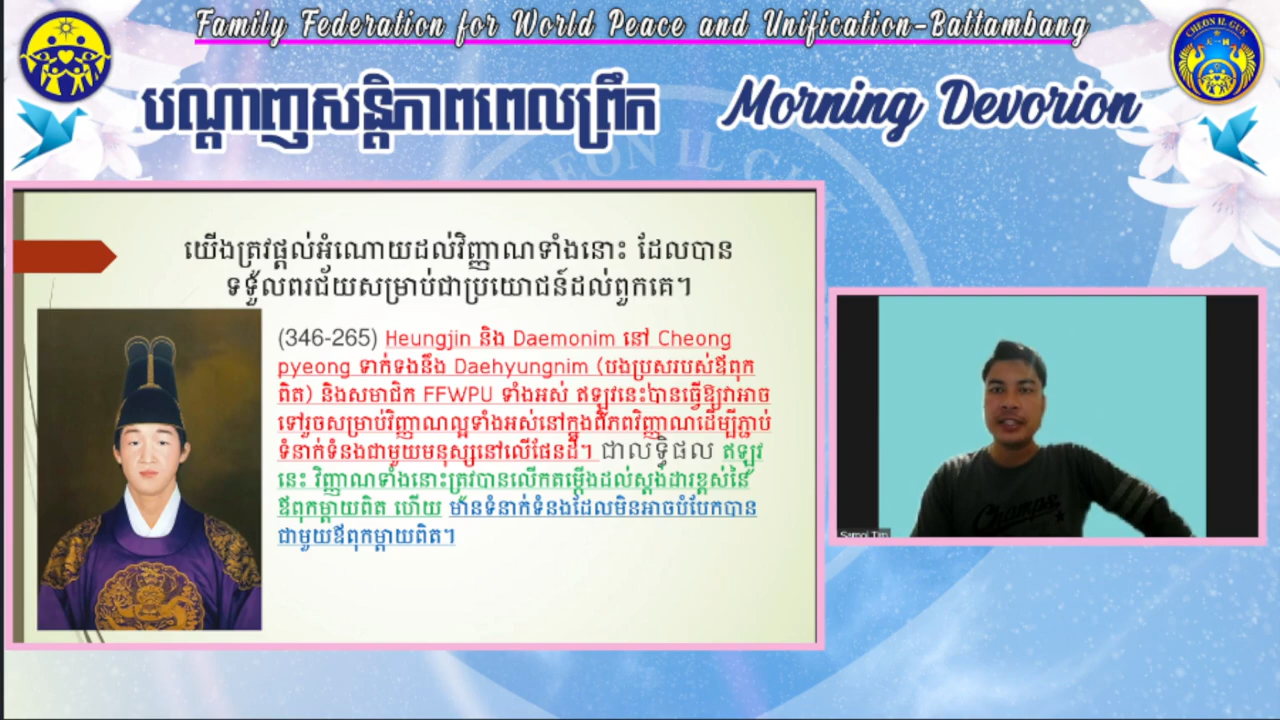 Family Federation for World Peace and Unification-Battambang
បណ្តាញសន្តិភាពពេលព្រឹក
Morning Devorion
CHEON IL GUK
CHEON IL GUK
យើងត្រូវផ្តល់អំណោយដល់វិញ្ញាណទាំងនោះ ដែលបាន
ទទួលពរជ័យសម្រាប់ជាប្រយោជន៍ដល់ពួកគេ។
(346-265) Heungjin និង Daemonim នៅ Cheong
pyeong ទាក់ទងនឹង Daehyungnim (បងប្រុសរបស់ឪពុក
ពិត) និងសមាជិក FFWPU ទាំងអស់ ឥឡូវនេះបានធ្វើឱ្យវាអាច
ទៅរួចសម្រាប់វិញ្ញាណល្អទាំងអស់នៅក្នុងពិភពវិញ្ញាណដើម្បីភ្ជាប់
ទំនាក់ទំនងជាមួយមនុស្សនៅលើផែនដី។ ជាលទ្ធិផល ឥឡូវ
នេះ វិញ្ញាណទាំងនោះត្រូវបានលើកតម្កើងដល់ស្តង់ដារខ្ពស់នៃ
ឪពុកម្តាយពិត ហើយ មានទំនាក់ទំនងដែលមិនអាចបំបែកបាន
ជាមួយឪពុកម្តាយពិត។
Champs
Samoi Tim